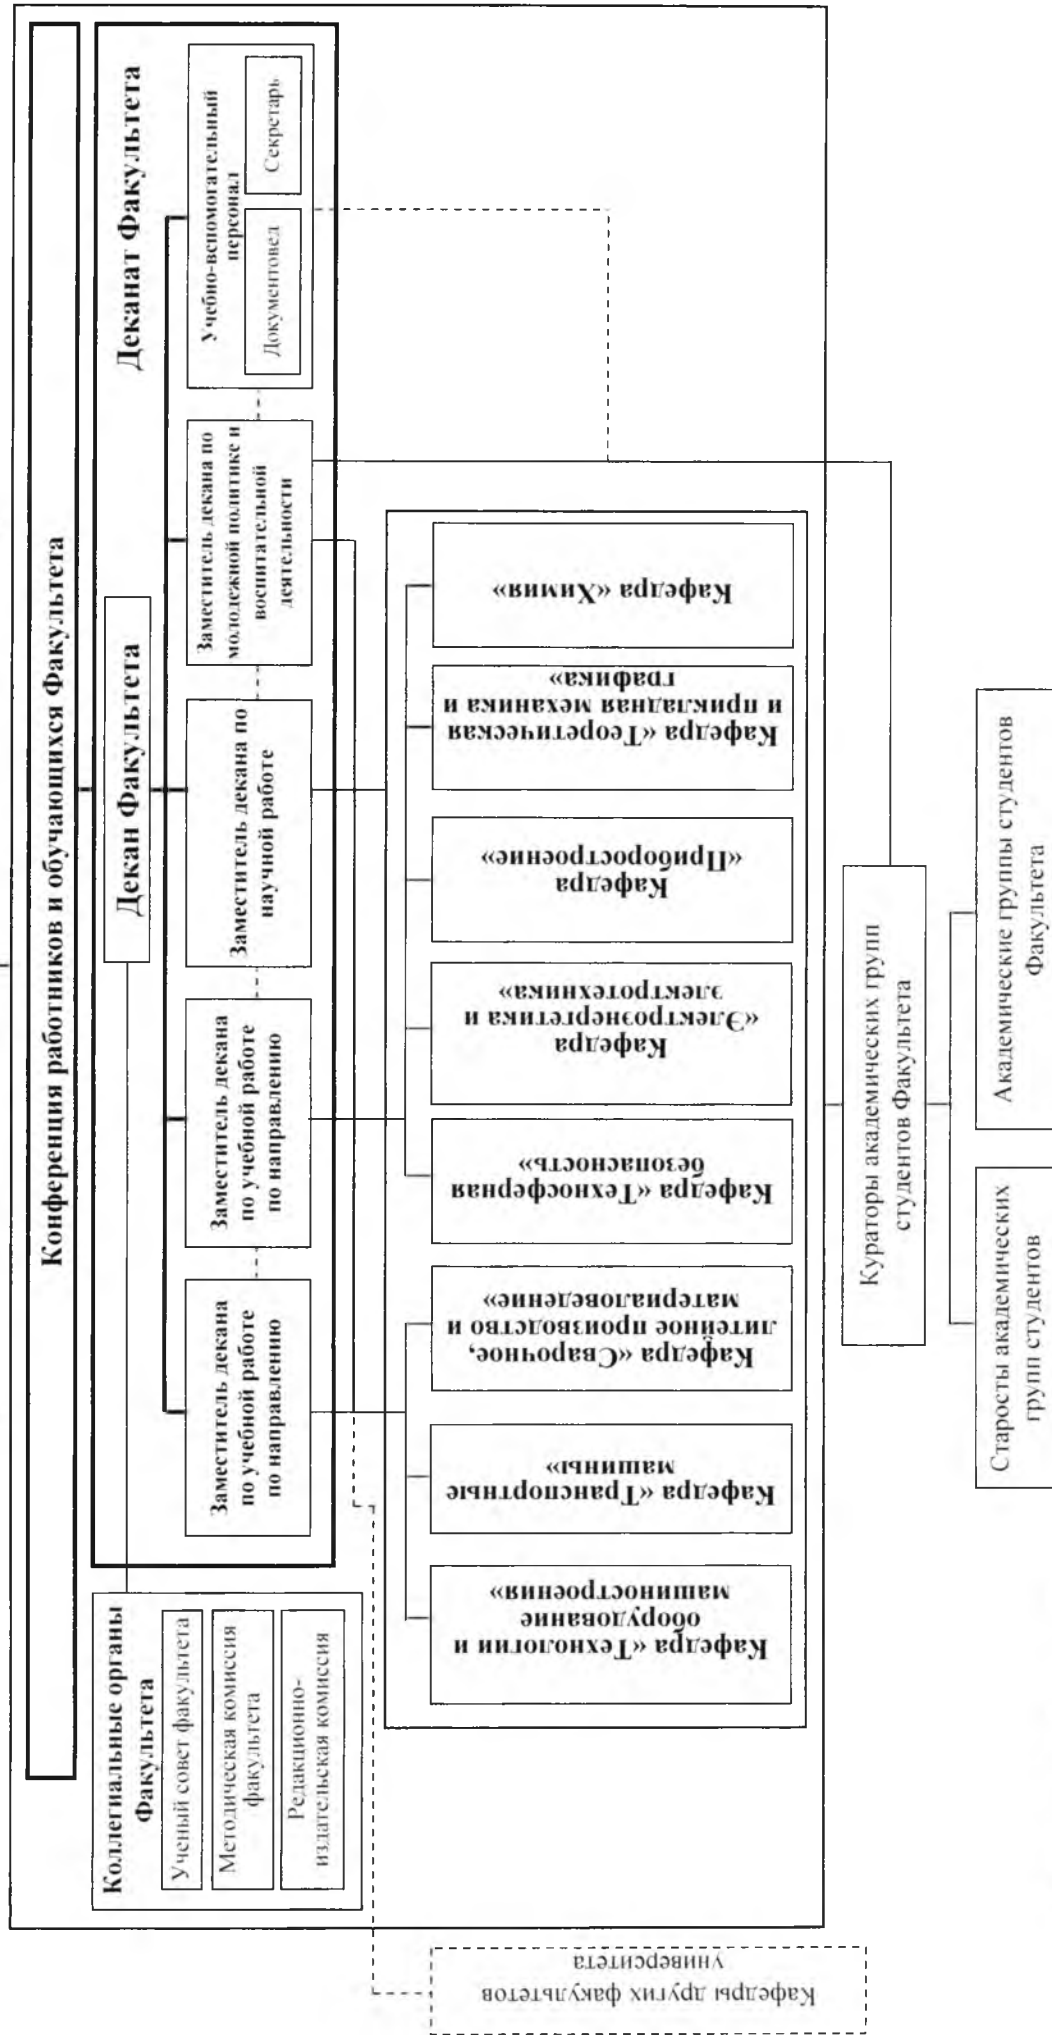 Конференция работников и обучающихся Факультета
Коллегиальные органы
Факультета
Ученый совет факультета
Методическая комиссия
факультета
Редакционно-
издательская комиссия
Декан Факультета
Деканат Факультета
Заместитель декана
по учебной работе
по направлению
Заместитель декана
по учебной работе
по направлению
Заместитель декана по
научной работе
Заместитель декана по
молодежной политике и
воспитательной
деятельности
Учебно-вспомогательный
персонал
Документовед
Секретарь
Кафедры других факультетов
университета
Кафедра «Технологии и
оборудование
машиностроения»
Кафедра «Транспортные
машины»
Кафедра «Сварочное,
литейное производство и
материаловедение»
Кафедра «Техносферная
безопасность»
Кафедра
«Электроэнергетика и
электротехника»
Кафедра
«Приборостроение»
Кафедра «Теоретическая
и прикладная механика и
графика»
Кафедра «Химия»
Кураторы академических групп
студентов Факультета
Старосты академических
групп студентов
Академические группы студентов
Факультета